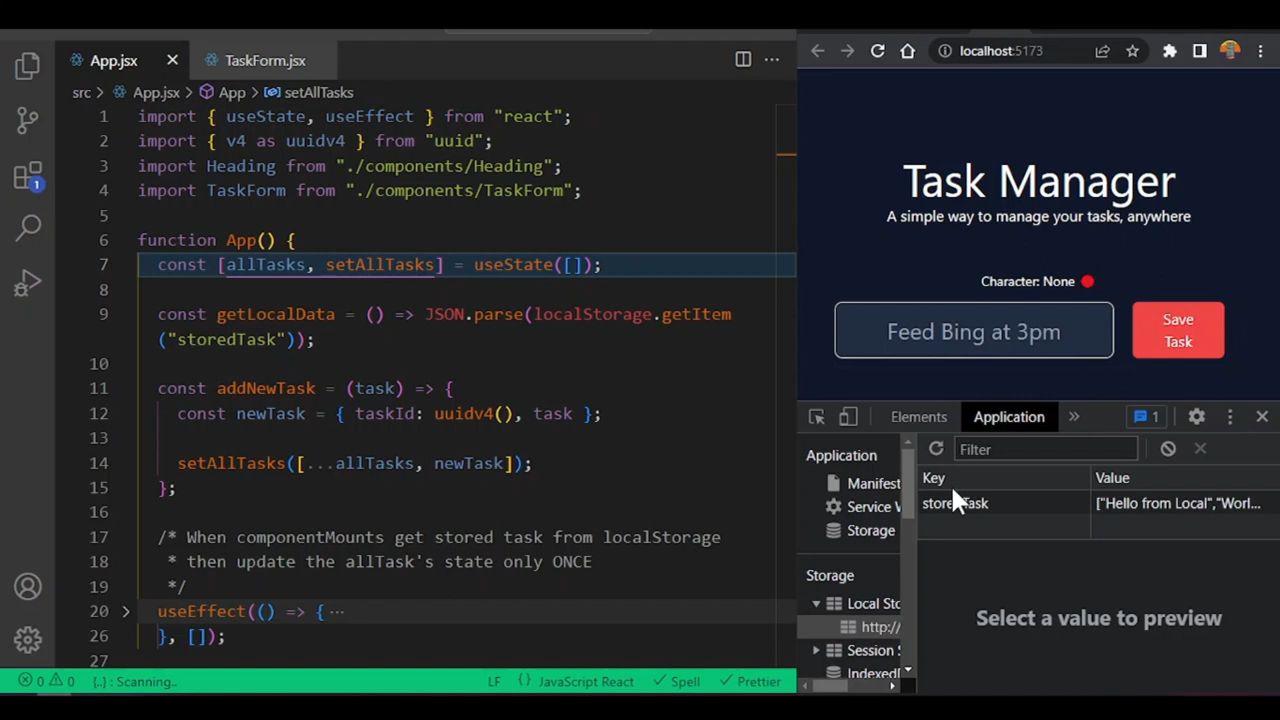 App.jsx
TaskForm.jsx
src > App.jsx > App > setAllTasks
1 import { useState, useEffect } from "react";
2 import { v4 as uuidv4 } from "uuid";
3 import Heading from "./components/Heading";
4 import TaskForm from "./components/TaskForm";
5
6 function App() {
7 const [allTasks, setAllTasks] = useState([]);
8
9 const getLocalData = () => JSON.parse(localStorage.getItem
("storedTask"));
10
11 const addNewTask = (task) => {
12 const newTask = { taskId: uuidv4(), task };
13
14 setAllTasks([...allTasks, newTask]);
15 };
16
17 /* When componentMounts get stored task from localStorage
18 * then update the allTask's state only ONCE
19 */
20 useEffect(() => { ...
26 }, []);
27
1
0 0 {..} : Scanning.. LF {} JavaScript React Spell Prettier
localhost:5173
Task Manager
A simple way to manage your tasks, anywhere
Character: None
Feed Bing at 3pm
Save
Task
Elements Application 1
Application
Manifest
Service W
Storage
Storage
Local Sto
http://
Session S
IndexedD
Filter
Key Value
["Hello from Local","Worl...
Select a value to preview